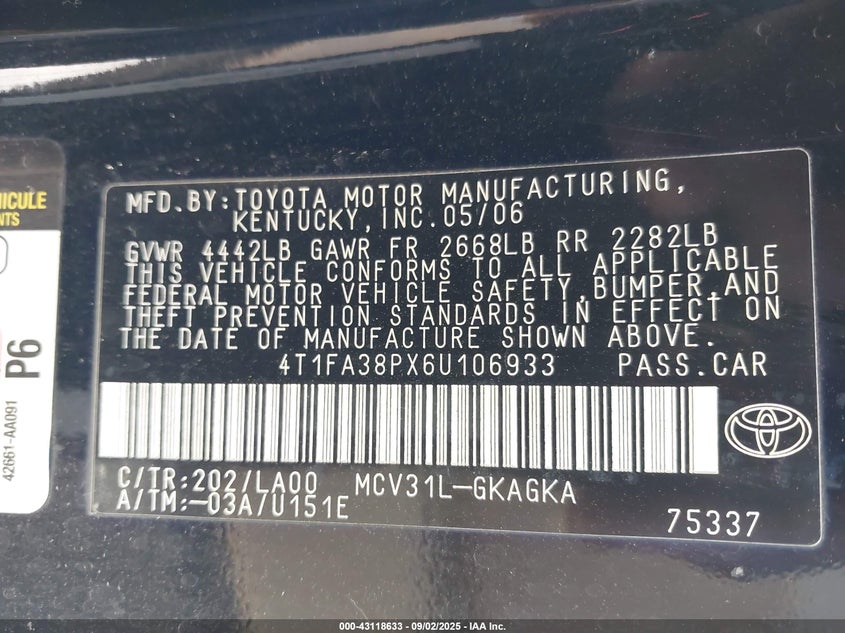 HICULE
NTS
P6
42661-AA091
MFD.BY:TOYOTA MOTOR MANUFACTURING,
KENTUCKY,INC.05/06
GVWR 4442LB GAWR FR 2668LB RR 2282LB
THIS VEHICLE CONFORMS TO ALL APPLICABLE
FEDERAL MOTOR VEHICLE SAFETY,BUMPER,AND
THEFT PREVENTION STANDARDS IN EFFECT ON
THE DATE OF MANUFACTURE SHOWN ABOVE.
4T1FA38PX6U106933 PASS.CAR
C/TR:202/LA00 MCV31L-GKAGKA
A/TM:-03A/U151E
75337
000-43118633 - 09/02/2025 - IAA Inc.